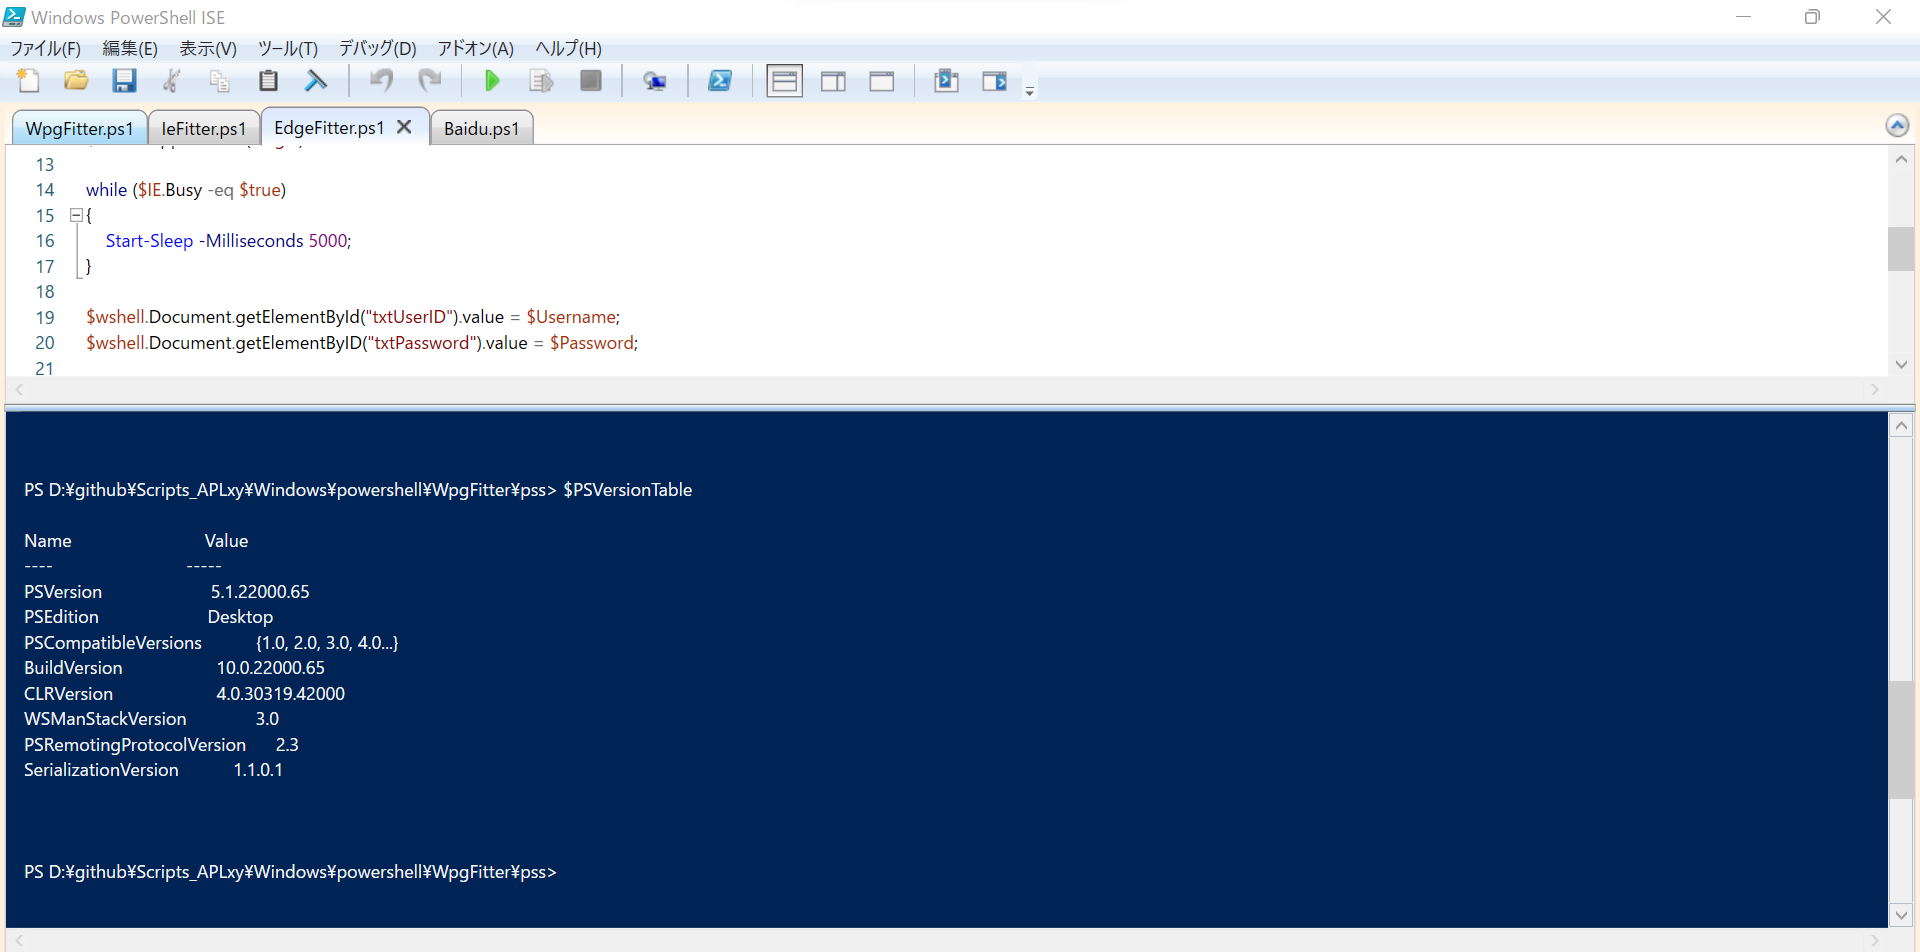 Windows PowerShell ISE
ファイル(F) 編集(E) 表示(V) ツール(T) デバッグ(D) アドオン(A) ヘルプ(H)
WpgFitter.ps1 IeFitter.ps1 EdgeFitter.ps1 Baidu.ps1
13
14 while ($IE.Busy -eq $true)
15 {
16 Start-Sleep -Milliseconds 5000;
17 }
18
19 $wshell.Document.getElementById("txtUserID").value = $Username;
20 $wshell.Document.getElementByID("txtPassword").value = $Password;
21
PS D:¥github¥Scripts_APLxy¥Windows¥powershell¥WpgFitter¥pss> $PSVersionTable
Name Value
---- -----
PSVersion 5.1.22000.65
PSEdition Desktop
PSCompatibleVersions {1.0, 2.0, 3.0, 4.0...}
BuildVersion 10.0.22000.65
CLRVersion 4.0.30319.42000
WSManStackVersion 3.0
PSRemotingProtocolVersion 2.3
SerializationVersion 1.1.0.1
PS D:¥github¥Scripts_APLxy¥Windows¥powershell¥WpgFitter¥pss>